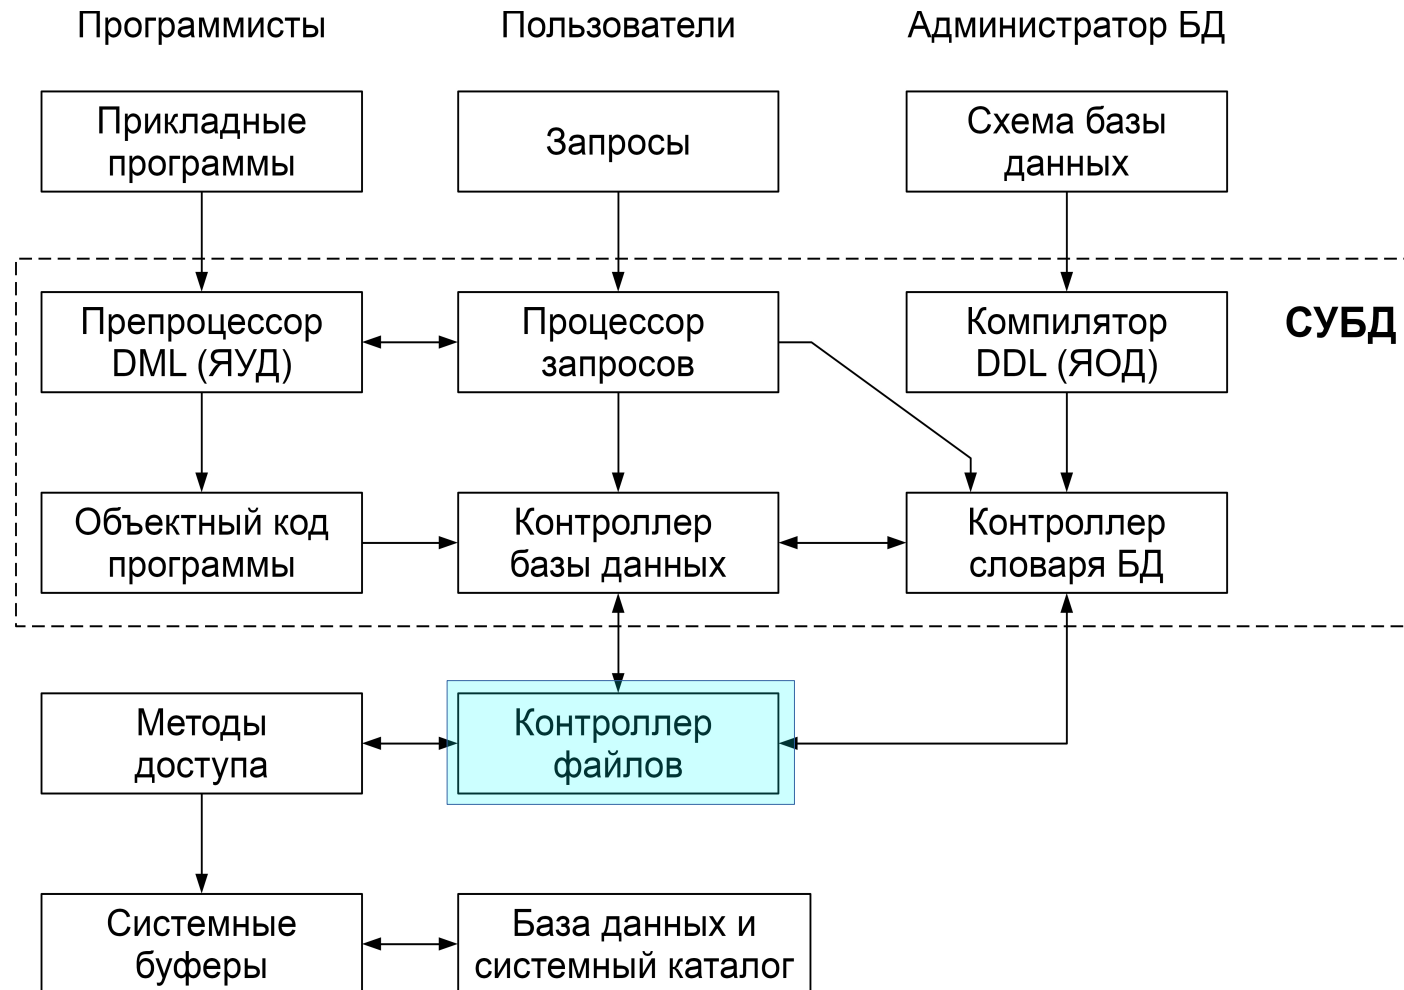 Программисты
Пользователи
Администратор БД
Прикладные
программы
Запросы
Схема базы
данных
Препроцессор
DML (ЯУД)
Процессор
запросов
Компилятор
DDL (ЯОД)
СУБД
Объектный код
программы
Контроллер
базы данных
Контроллер
словаря БД
Методы
доступа
Контроллер
файлов
Системные
буферы
База данных и
системный каталог